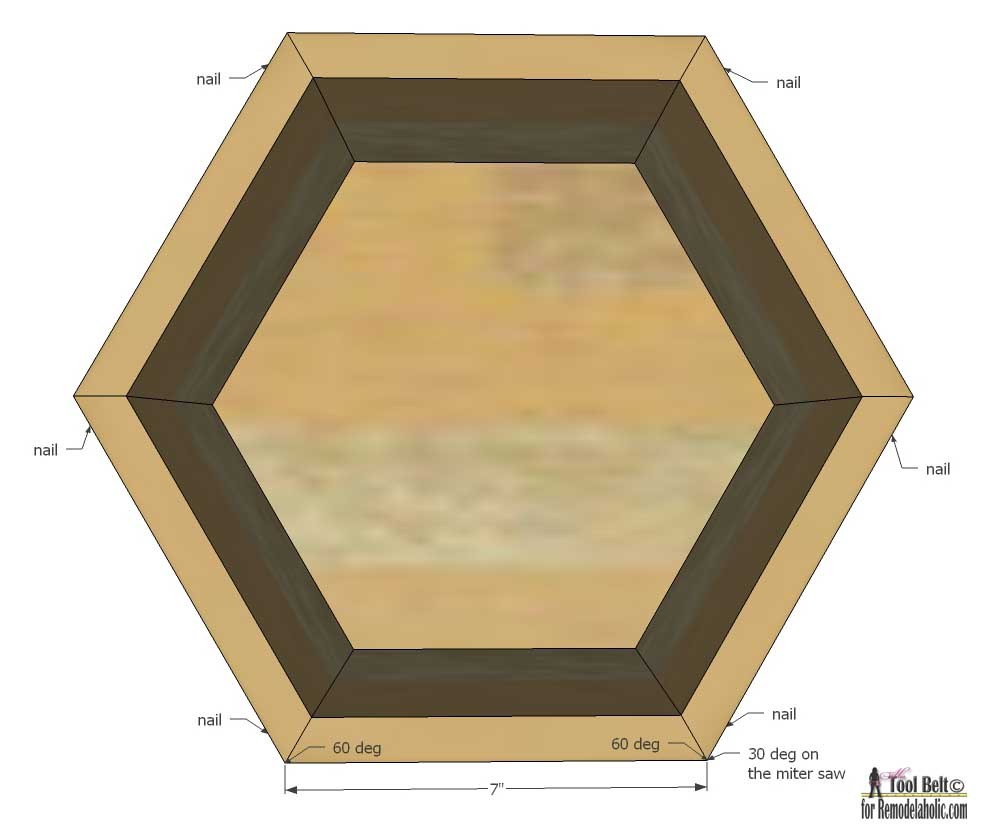 nail
nail
nail
nail
nail
nail
60 deg
60 deg
30 deg on
the miter saw
7"
Tool Belt©
for Remodelaholic.com